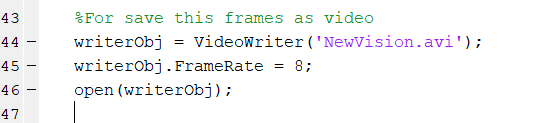 43 %For save this frames as video
44 – writerObj = VideoWriter('NewVision.avi');
45 – writerObj.FrameRate = 8;
46 – open(writerObj);
47